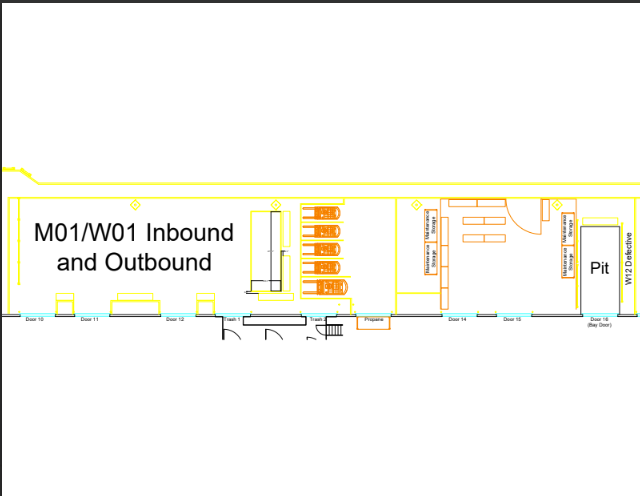 M01/W01 Inbound
and Outbound
Maintenance
Storage
Maintenance
Storage
Maintenance
Storage
Maintenance
Storage
Pit
W12 Defective
Door 10
Door 11
Door 12
Trash 1
Trash
Propane
Door 14
Door 15
Door 16
(Bay Door)